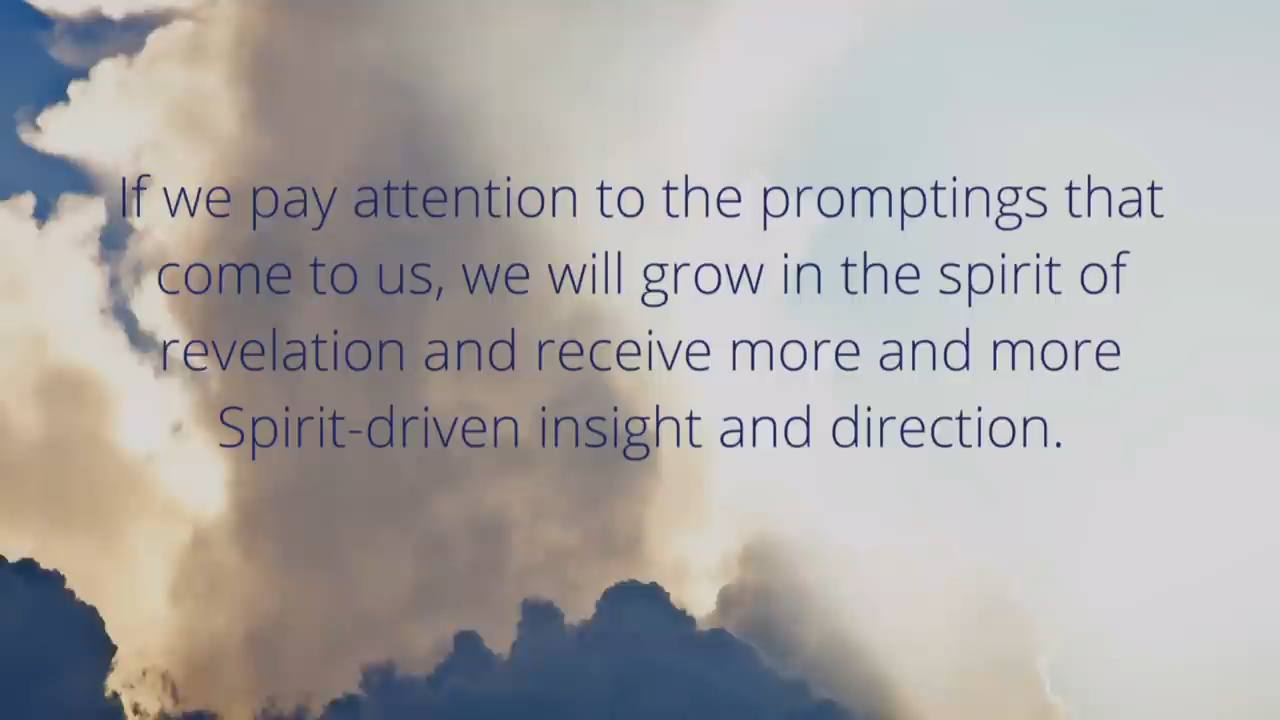 If we pay attention to the promptings that
come to us, we will grow in the spirit of
revelation and receive more and more
Spirit-driven insight and direction.